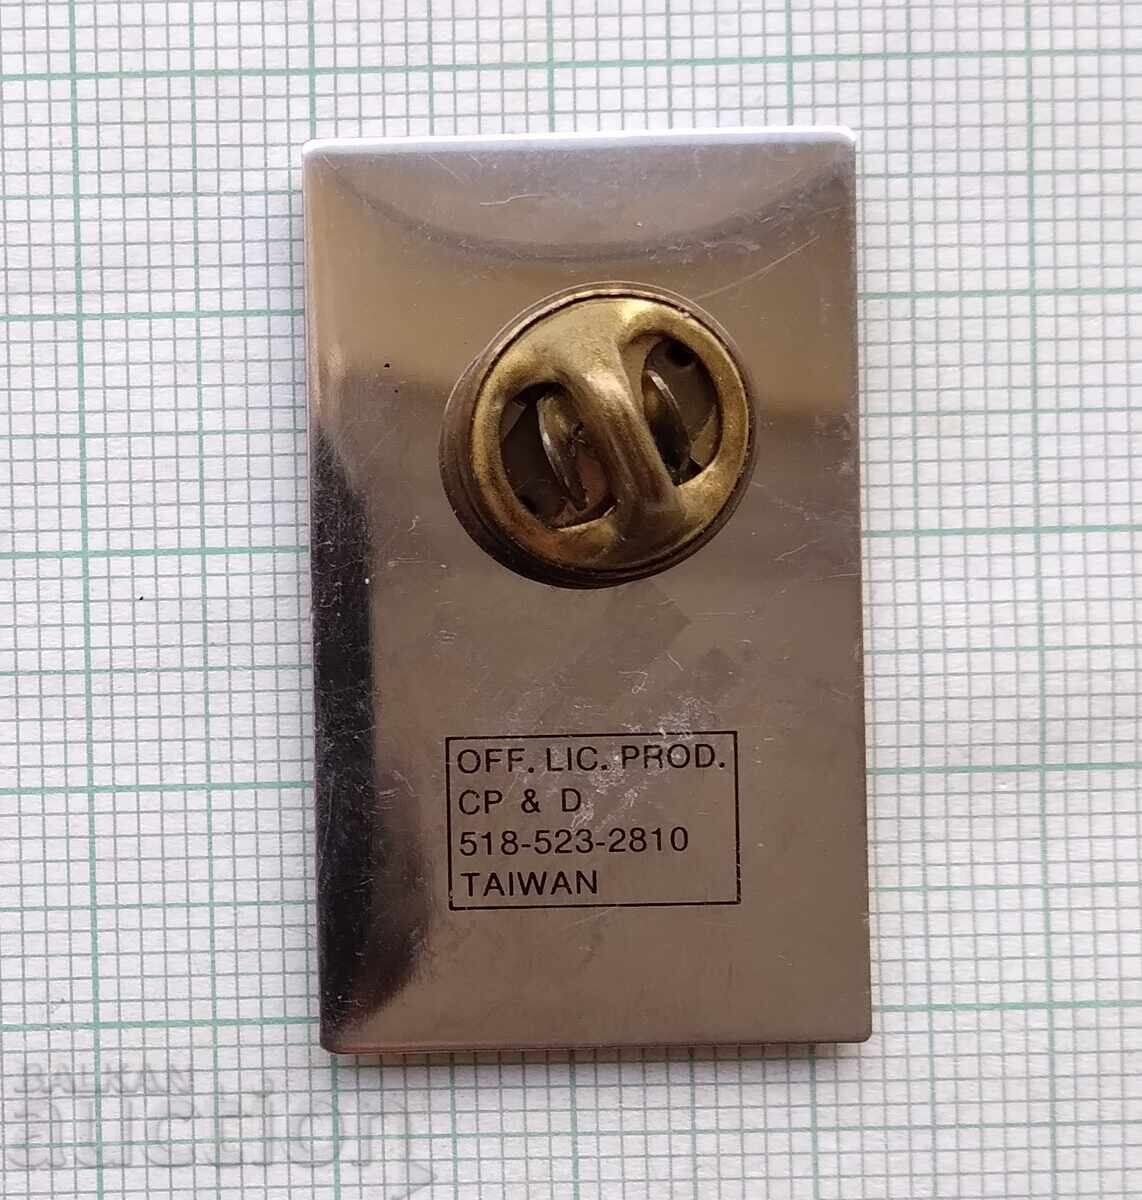 OFF. LIC. PROD.
CP & D
518-523-2810
TAIWAN